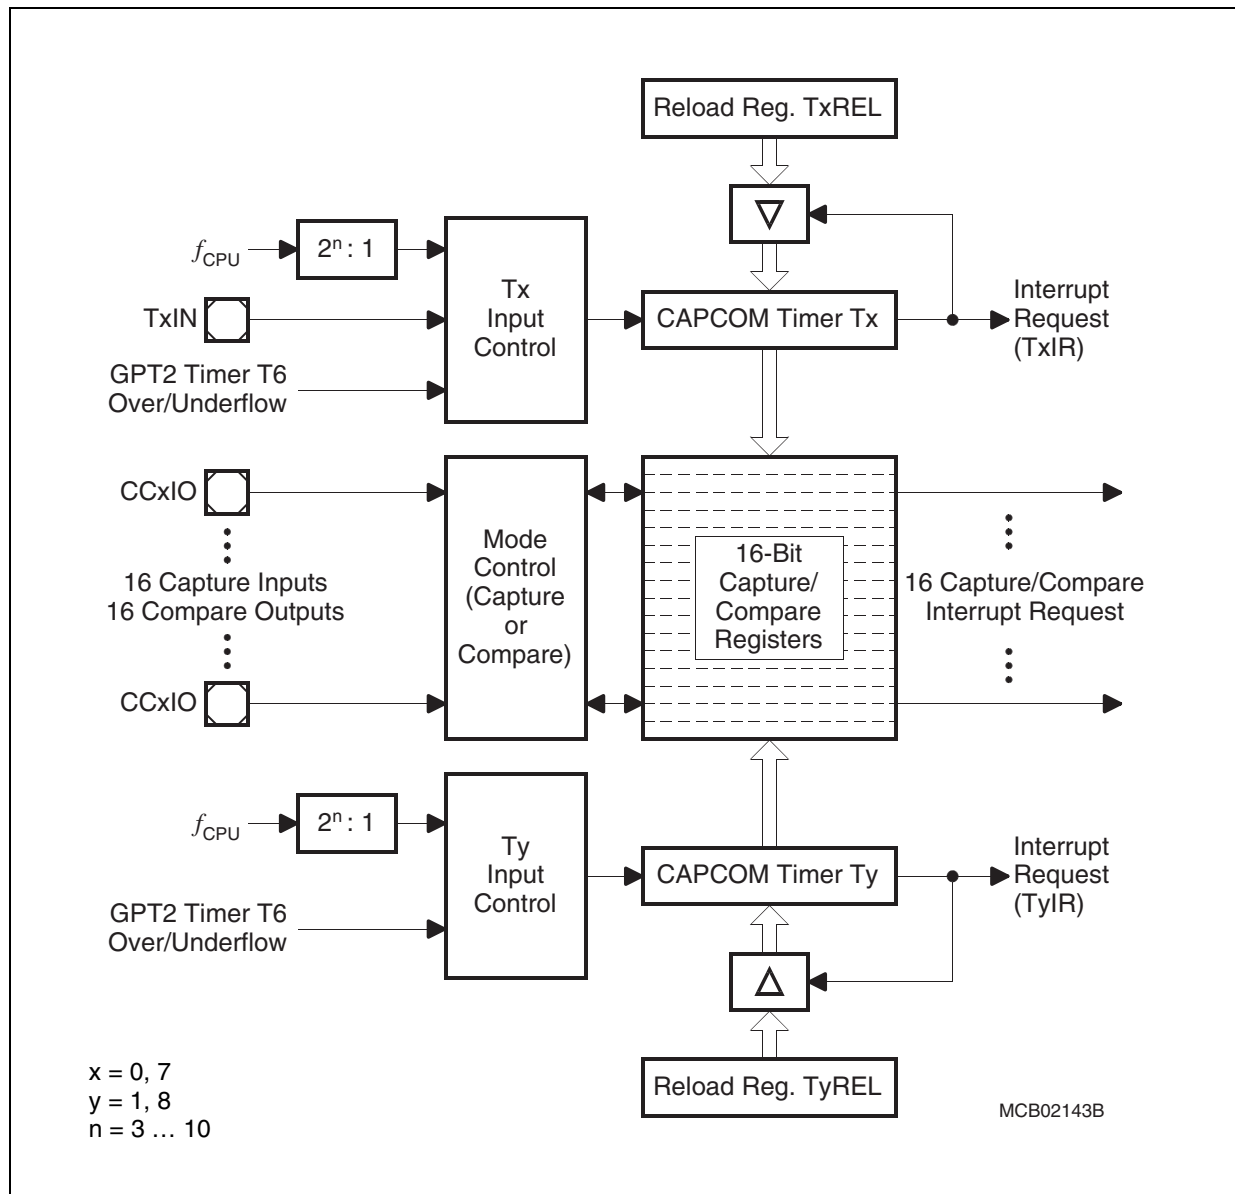 Reload Reg. TxREL
fCPU
2ⁿ : 1
TxIN
GPT2 Timer T6
Over/Underflow
Tx
Input
Control
CAPCOM Timer Tx
Interrupt
Request
(TxIR)
CCxIO
16 Capture Inputs
16 Compare Outputs
CCxIO
Mode
Control
(Capture
or
Compare)
16-Bit
Capture/
Compare
Registers
16 Capture/Compare
Interrupt Request
fCPU
2ⁿ : 1
GPT2 Timer T6
Over/Underflow
Ty
Input
Control
CAPCOM Timer Ty
Interrupt
Request
(TyIR)
Reload Reg. TyREL
x = 0, 7
y = 1, 8
n = 3 … 10
MCB02143B